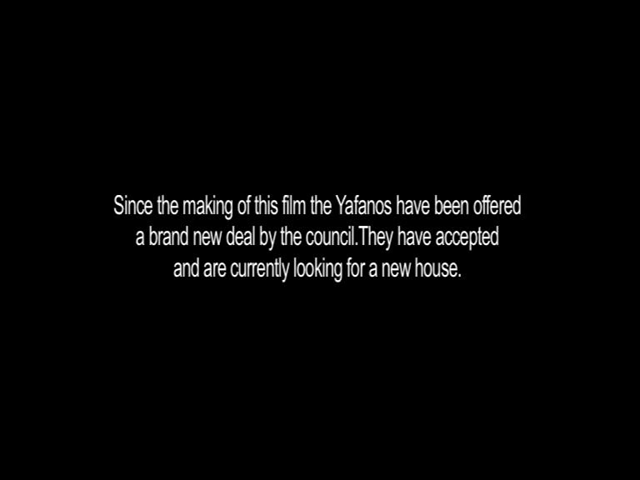 Since the making of this film the Yafanos have been offered
a brand new deal by the council.They have accepted
and are currently looking for a new house.